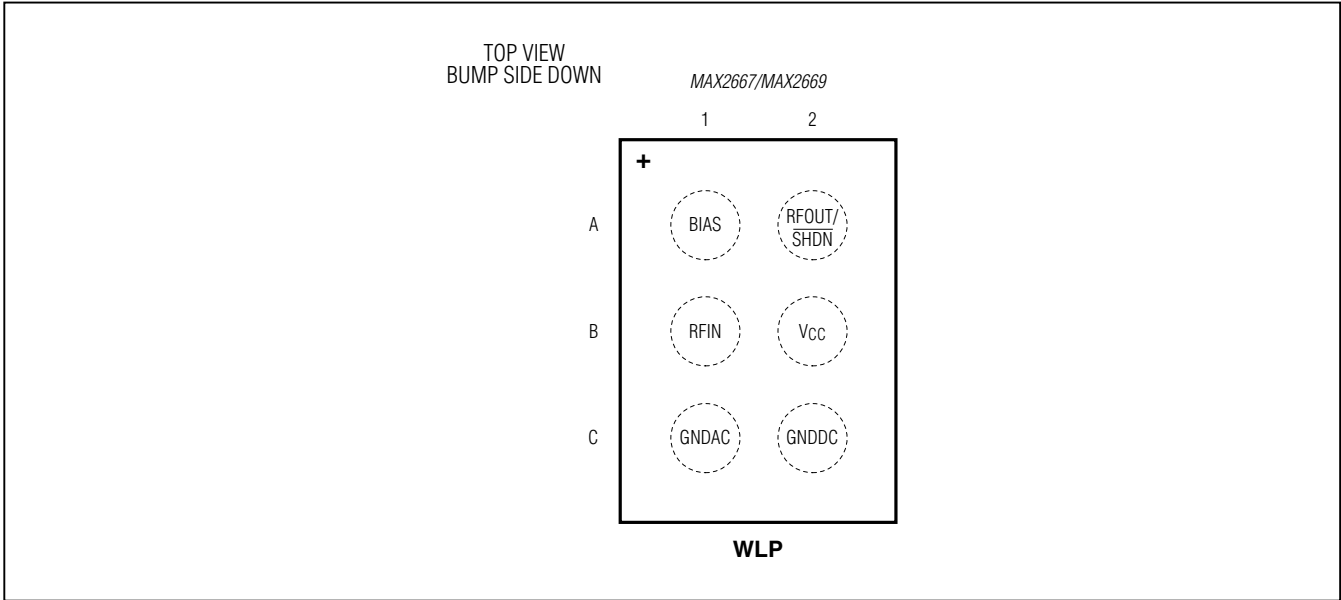 TOP VIEW
BUMP SIDE DOWN
MAX2667/MAX2669
1 2
+
A BIAS RFOUT/
SHDN
B RFIN VCC
C GNDAC GNDDC
WLP